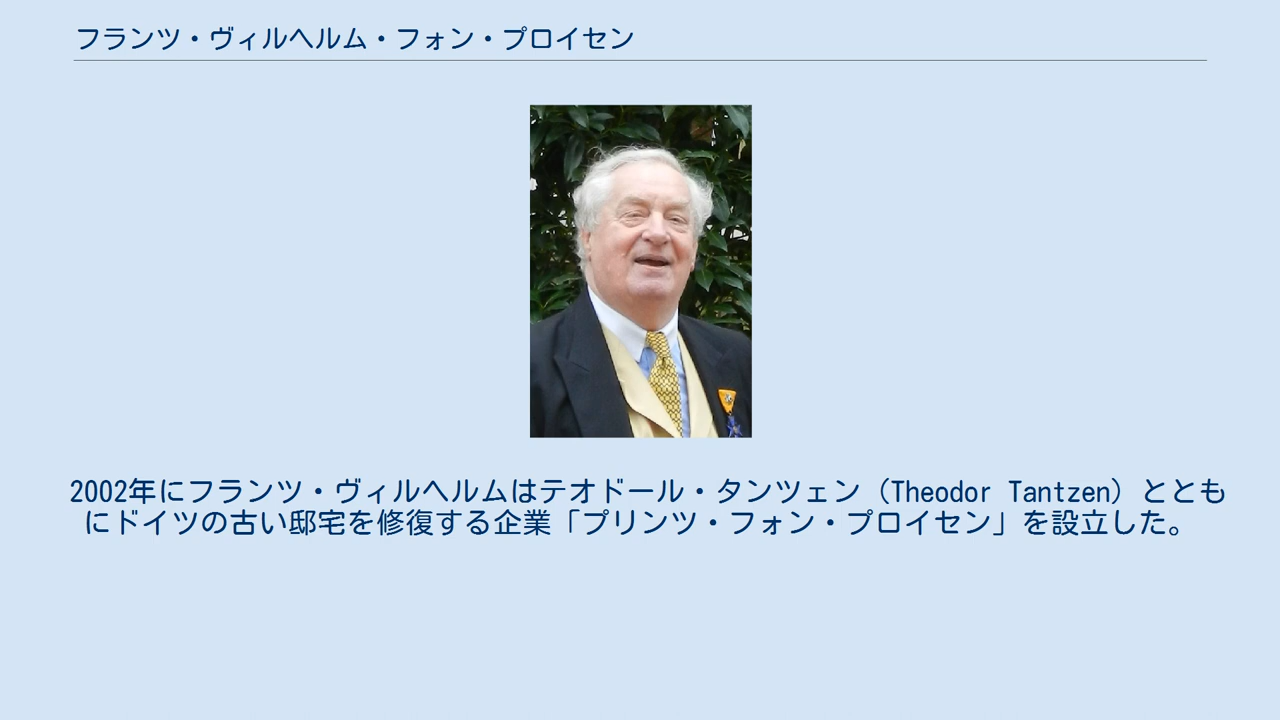 フランツ・ヴィルヘルム・フォン・プロイセン
2002年にフランツ・ヴィルヘルムはテオドール・タンツェン（Theodor Tantzen）ととも
にドイツの古い邸宅を修復する企業「プリンツ・フォン・プロイセン」を設立した。